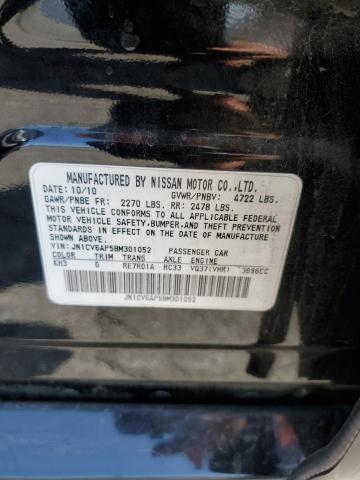 MANUFACTURED BY NISSAN MOTOR CO.,LTD.
DATE: 10/10 GVWR/PNBV: 4722 LBS.
GAWR/PNBE FR: 2270 LBS. RR: 2478 LBS.
THIS VEHICLE CONFORMS TO ALL APPLICABLE FEDERAL
MOTOR VEHICLE SAFETY,BUMPER,AND THEFT PREVENTION
STANDARDS IN EFFECT ON THE DATE OF MANUFACTURE
SHOWN ABOVE.
VIN: JN1CV6AP5BM301052 PASSENGER CAR
COLOR TRIM TRANS AXLE ENGINE
KH3 G RE7R01A RC33 VQ37(VHR) 3696CC
JN1CV6AP5BM301052